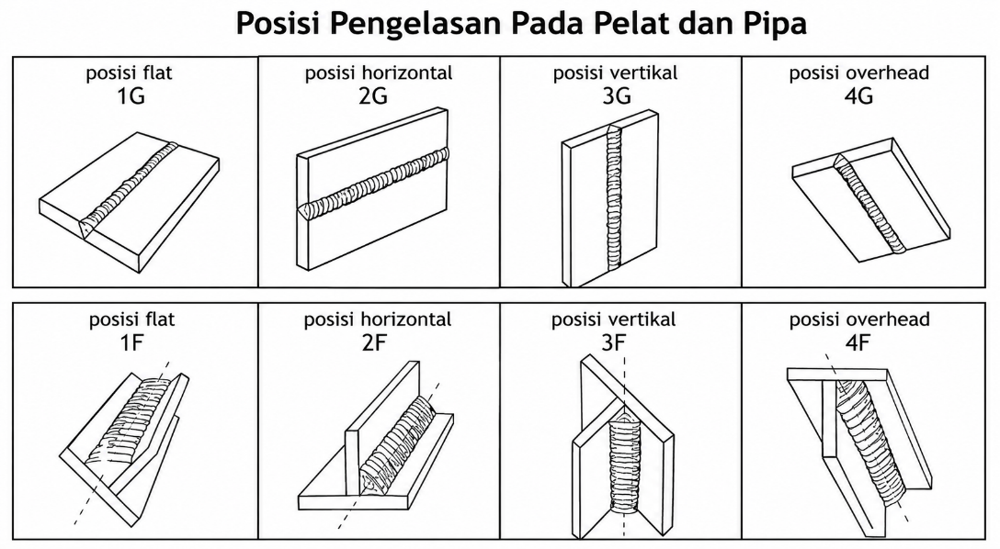 Posisi Pengelasan Pada Pelat dan Pipa
posisi flat
1G
posisi horizontal
2G
posisi vertikal
3G
posisi overhead
4G
posisi flat
1F
posisi horizontal
2F
posisi vertikal
3F
posisi overhead
4F